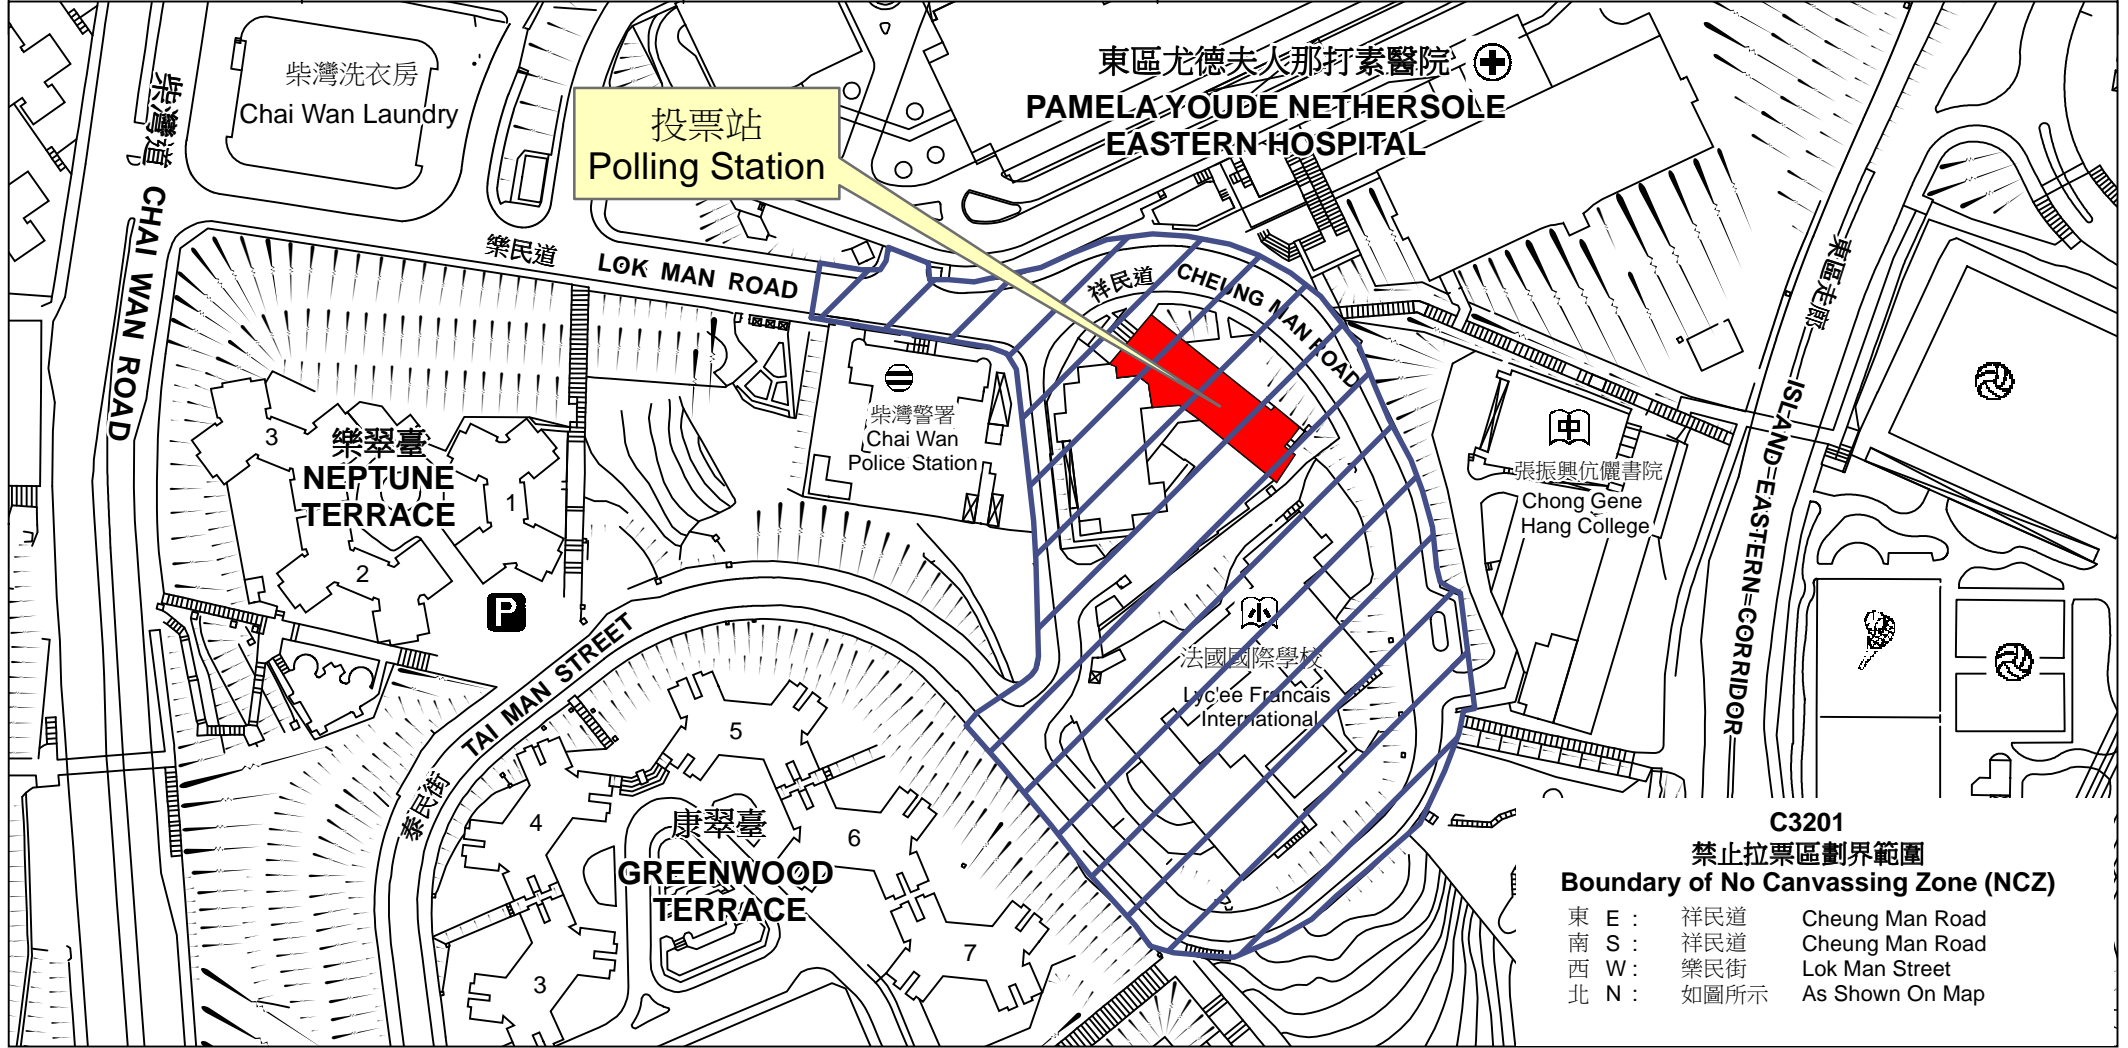 柴灣洗衣房
Chai Wan Laundry
柴灣道 CHAI WAN ROAD
投票站
Polling Station
東區尤德夫人那打素醫院
PAMELA YOUDE NETHERSOLE
EASTERN HOSPITAL
樂民道 LOK MAN ROAD
祥民道 CHEUNG MAN ROAD
東區走廊 ISLAND EASTERN CORRIDOR
柴灣警署
Chai Wan
Police Station
樂翠臺
NEPTUNE
TERRACE
3
1
2
P
中
張振興伉儷書院
Chong Gene
Hang College
小
法國國際學校
Lyc'ee Francais
International
泰民街 TAI MAN STREET
5
4
6
康翠臺
GREENWOOD
TERRACE
3
7
C3201
禁止拉票區劃界範圍
Boundary of No Canvassing Zone (NCZ)
東 E : 祥民道 Cheung Man Road
南 S : 祥民道 Cheung Man Road
西 W : 樂民街 Lok Man Street
北 N : 如圖所示 As Shown On Map